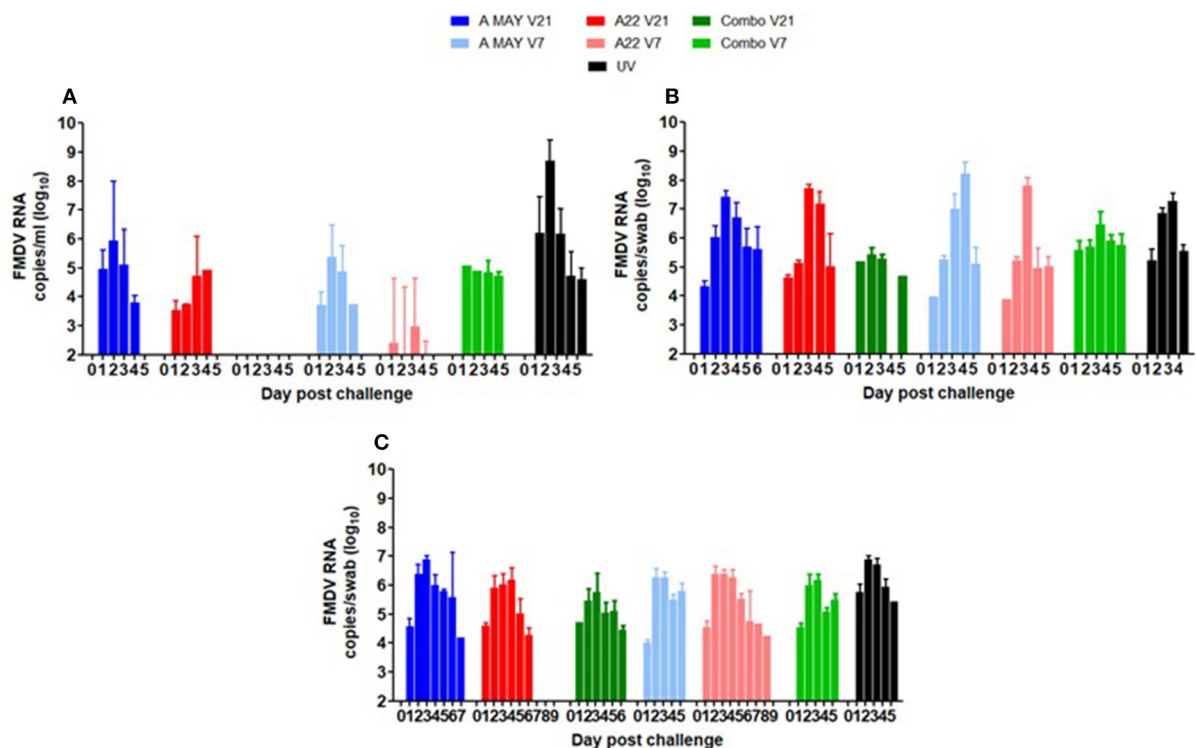 A MAY V21 A22 V21 Combo V21
A MAY V7 A22 V7 Combo V7
UV
A
10
9
8
7
6
5
4
3
2
FMDV RNA
copies/ml (log10)
012345 012345 012345 012345 012345 012345 012345
Day post challenge
B
10
9
8
7
6
5
4
3
2
FMDV RNA
copies/swab (log10)
0123456 012345 012345 012345 012345 012345 01234
Day post challenge
C
10
9
8
7
6
5
4
3
2
FMDV RNA
copies/swab (log10)
01234567 0123456789 0123456 012345 0123456789 012345 012345
Day post challenge